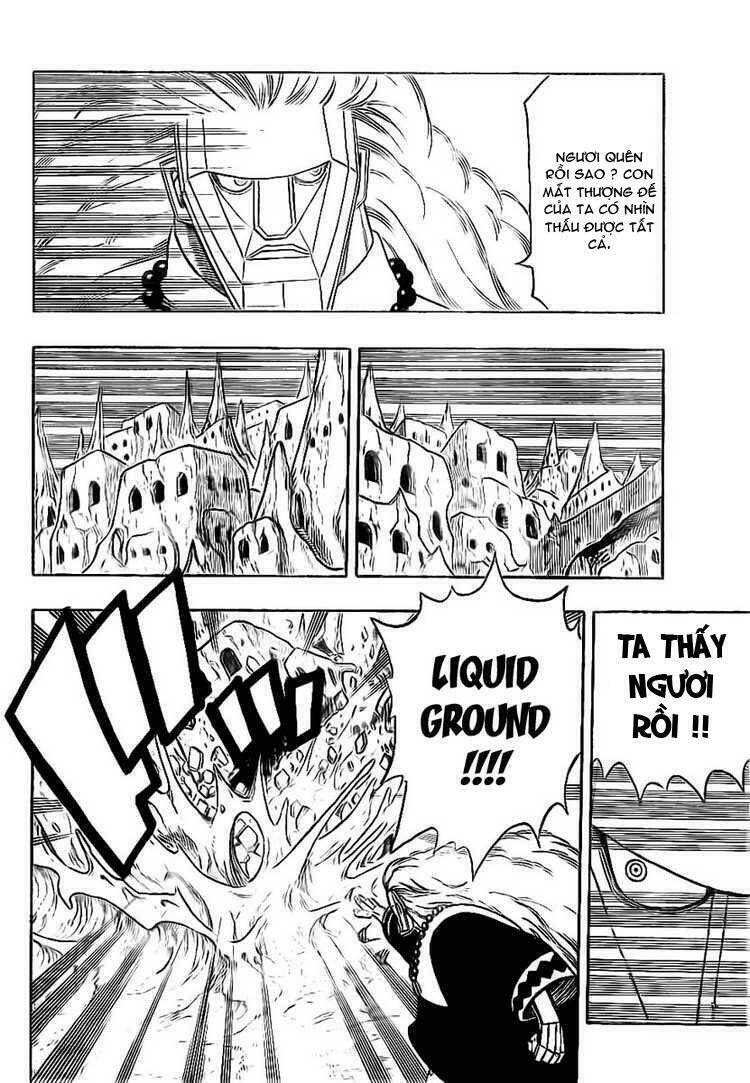 NGƯƠI QUÊN
RỒI SAO ? CON
MẮT THƯỢNG ĐẾ
CỦA TA CÓ NHÌN
THẤU ĐƯỢC TẤT
CẢ.
TA THẤY
NGƯƠI
RỒI !!
LIQUID
GROUND
!!!!